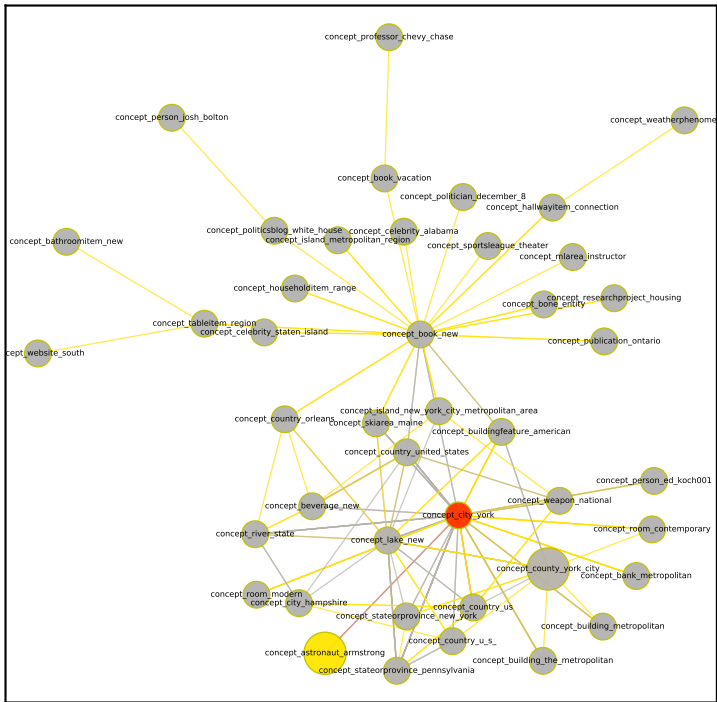 concept_professor_chevy_chase
concept_person_josh_bolton
concept_weatherphenome
concept_book_vacation
concept_politician_december_8
concept_hallwayitem_connection
concept_politicsblog_white_house
concept_celebrity_alabama
concept_island_metropolitan_region
concept_bathroomitem_new
concept_sportsleague_theater
concept_mlarea_instructor
concept_householditem_range
concept_researchproject_housing
concept_bone_entity
concept_tableitem_region
concept_celebrity_staten_island
concept_book_new
concept_publication_ontario
cept_website_south
concept_island_new_york_city_metropolitan_area
concept_country_orleans
concept_skiarea_maine
concept_buildingfeature_american
concept_country_united_states
concept_person_ed_koch001
concept_weapon_national
concept_beverage_new
concept_city_york
concept_room_contemporary
concept_river_state
concept_lake_new
concept_county_york_city
concept_bank_metropolitan
concept_room_modern
concept_city_hampshire
concept_country_us
concept_stateorprovince_new_york
concept_building_metropolitan
concept_country_u_s_
concept_astronaut_armstrong
concept_building_the_metropolitan
concept_stateorprovince_pennsylvania